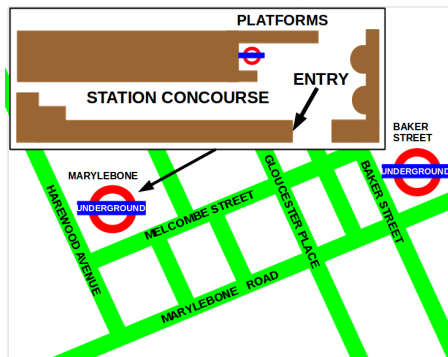 PLATFORMS
ENTRY
STATION CONCOURSE
BAKER
STREET
MARYLEBONE
UNDERGROUND
UNDERGROUND
HAREWOOD AVENUE
MELCOMBE STREET
GLOUCESTER PLACE
BAKER STREET
MARYLEBONE ROAD